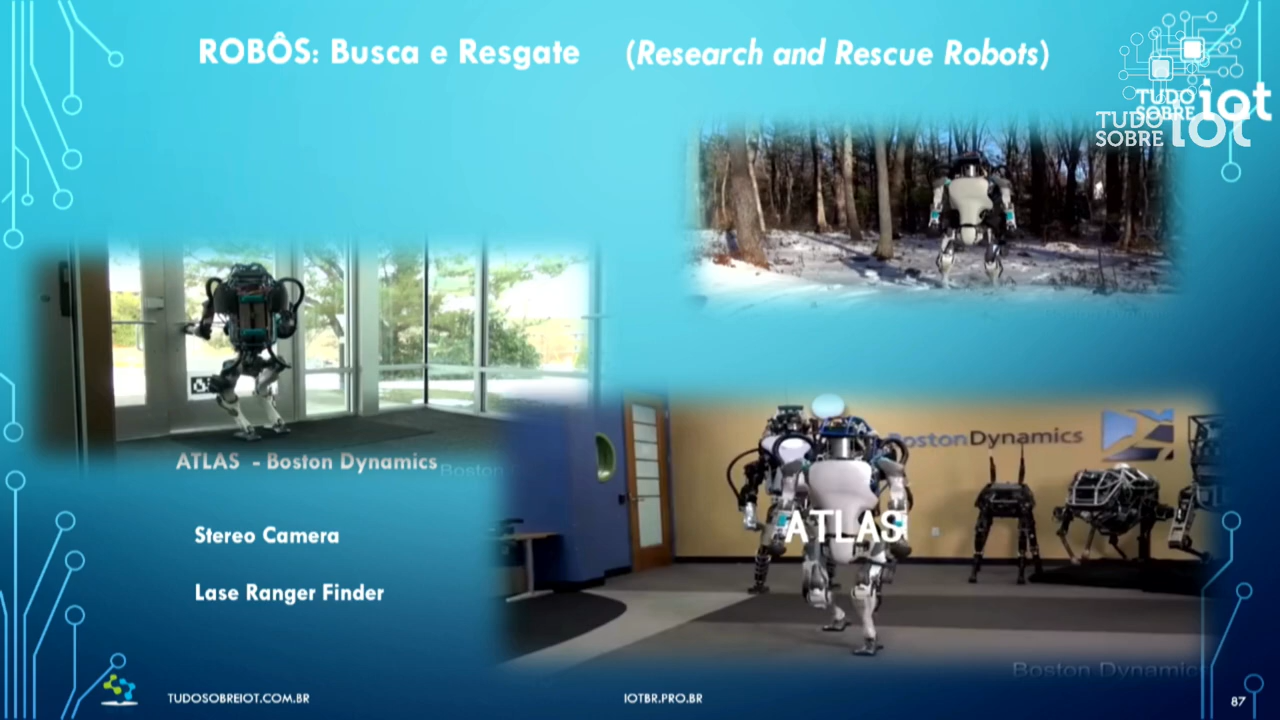 ROBÔS: Busca e Resgate (Research and Rescue Robots)
TUDO SOBRE iot
TUDO SOBRE iot
ATLAS - Boston Dynamics
Boston
BostonDynamics
ATLAS
Stereo Camera
Lase Ranger Finder
Boston Dynamics
TUDOSOBREIOT.COM.BR
IOTBR.PRO.BR
87